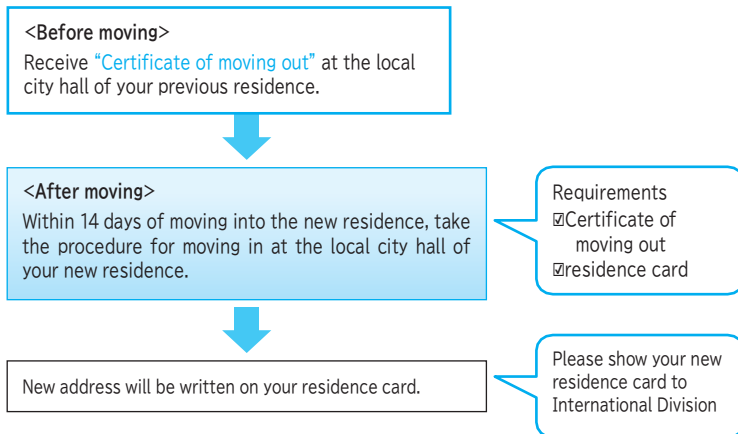 <Before moving>
Receive “Certificate of moving out” at the local
city hall of your previous residence.
<After moving>
Within 14 days of moving into the new residence, take
the procedure for moving in at the local city hall of
your new residence.
Requirements
☑Certificate of
moving out
☑residence card
New address will be written on your residence card.
Please show your new
residence card to
International Division